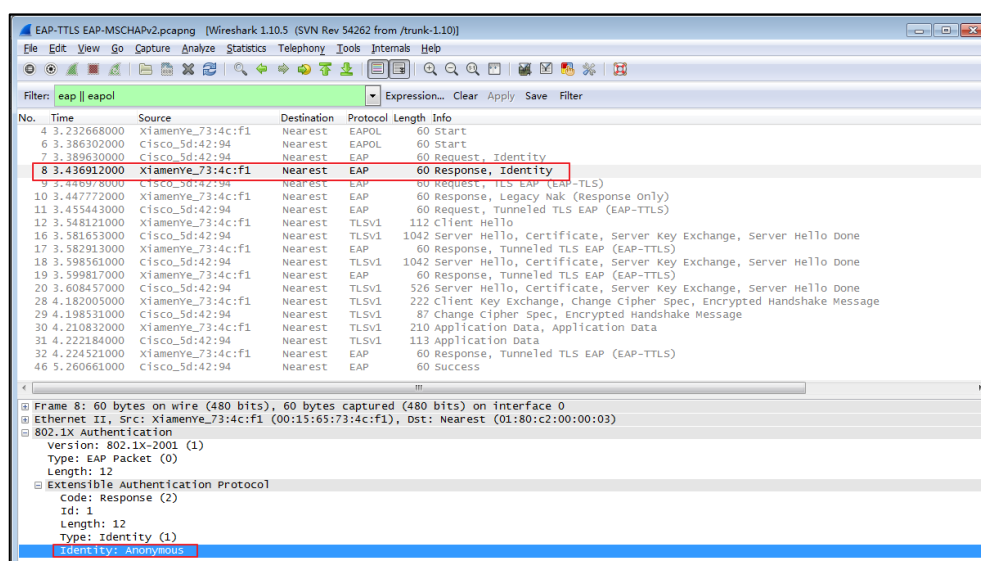 EAP-TTLS EAP-MSCHAPv2.pcapng [Wireshark 1.10.5 (SVN Rev 54262 from /trunk-1.10)]
File Edit View Go Capture Analyze Statistics Telephony Tools Internals Help
Filter: eap || eapol Expression... Clear Apply Save Filter
No. Time Source Destination Protocol Length Info
4 3.232668000 XiamenYe_73:4c:f1 Nearest EAPOL 60 Start
6 3.386302000 XiamenYe_73:4c:f1 Nearest EAPOL 60 Start
7 3.389630000 Cisco_5d:42:94 Nearest EAP 60 Request, Identity
8 3.436912000 XiamenYe_73:4c:f1 Nearest EAP 60 Response, Identity
9 3.446978000 Cisco_5d:42:94 Nearest EAP 60 Request, TLS EAP (EAP-TLS)
10 3.447772000 XiamenYe_73:4c:f1 Nearest EAP 60 Response, Legacy Nak (Response Only)
11 3.455443000 Cisco_5d:42:94 Nearest EAP 60 Request, Tunneled TLS EAP (EAP-TTLS)
12 3.548121000 XiamenYe_73:4c:f1 Nearest TLSv1 112 Client Hello
16 3.581653000 Cisco_5d:42:94 Nearest TLSv1 1042 Server Hello, Certificate, Server Key Exchange, Server Hello Done
17 3.582913000 XiamenYe_73:4c:f1 Nearest EAP 60 Response, Tunneled TLS EAP (EAP-TTLS)
18 3.598561000 Cisco_5d:42:94 Nearest TLSv1 1042 Server Hello, Certificate, Server Key Exchange, Server Hello Done
19 3.599817000 XiamenYe_73:4c:f1 Nearest EAP 60 Response, Tunneled TLS EAP (EAP-TTLS)
20 3.608457000 Cisco_5d:42:94 Nearest TLSv1 526 Server Hello, Certificate, Server Key Exchange, Server Hello Done
28 4.182005000 XiamenYe_73:4c:f1 Nearest TLSv1 222 Client Key Exchange, Change Cipher Spec, Encrypted Handshake Message
29 4.198531000 Cisco_5d:42:94 Nearest TLSv1 87 Change Cipher Spec, Encrypted Handshake Message
30 4.210832000 XiamenYe_73:4c:f1 Nearest TLSv1 210 Application Data, Application Data
31 4.222184000 Cisco_5d:42:94 Nearest TLSv1 113 Application Data
32 4.224521000 XiamenYe_73:4c:f1 Nearest EAP 60 Response, Tunneled TLS EAP (EAP-TTLS)
46 5.260661000 Cisco_5d:42:94 Nearest EAP 60 Success
Frame 8: 60 bytes on wire (480 bits), 60 bytes captured (480 bits) on interface 0
Ethernet II, Src: XiamenYe_73:4c:f1 (00:15:65:73:4c:f1), Dst: Nearest (01:80:c2:00:00:03)
802.1X Authentication
Version: 802.1X-2001 (1)
Type: EAP Packet (0)
Length: 12
Extensible Authentication Protocol
Code: Response (2)
Id: 1
Length: 12
Type: Identity (1)
Identity: Anonymous